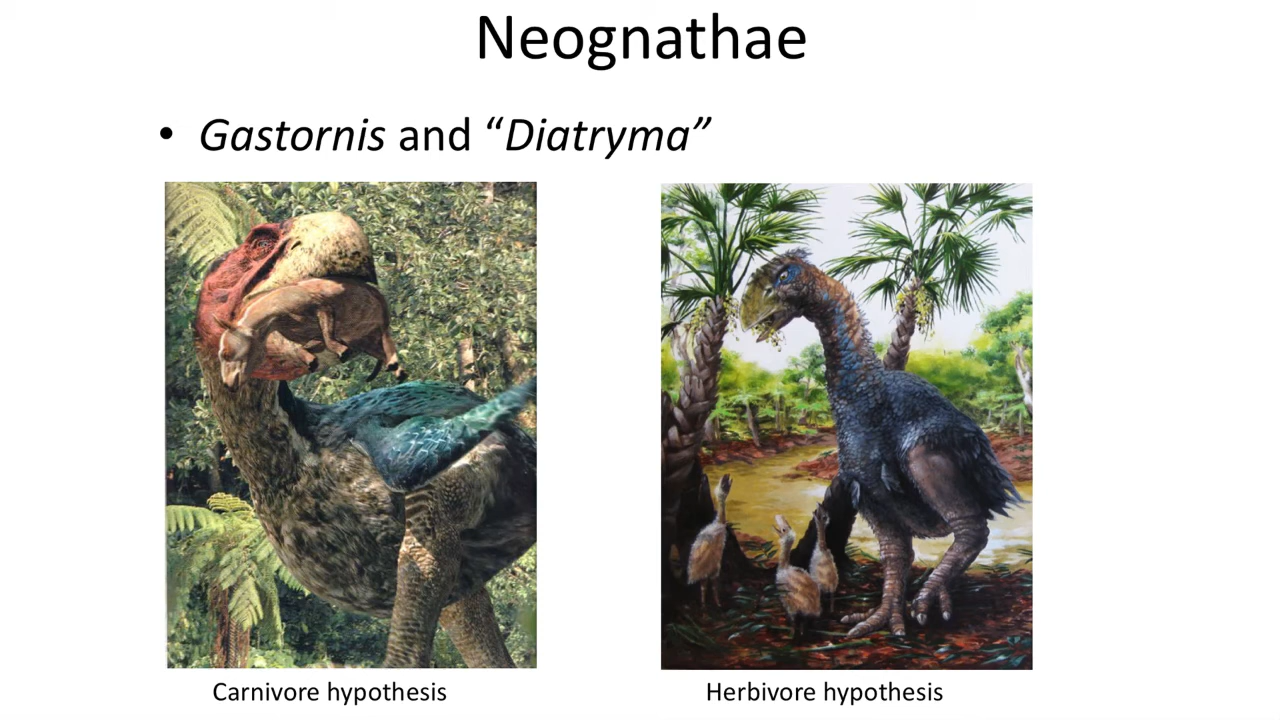 Neognathae
• Gastornis and “Diatryma”
Carnivore hypothesis
Herbivore hypothesis